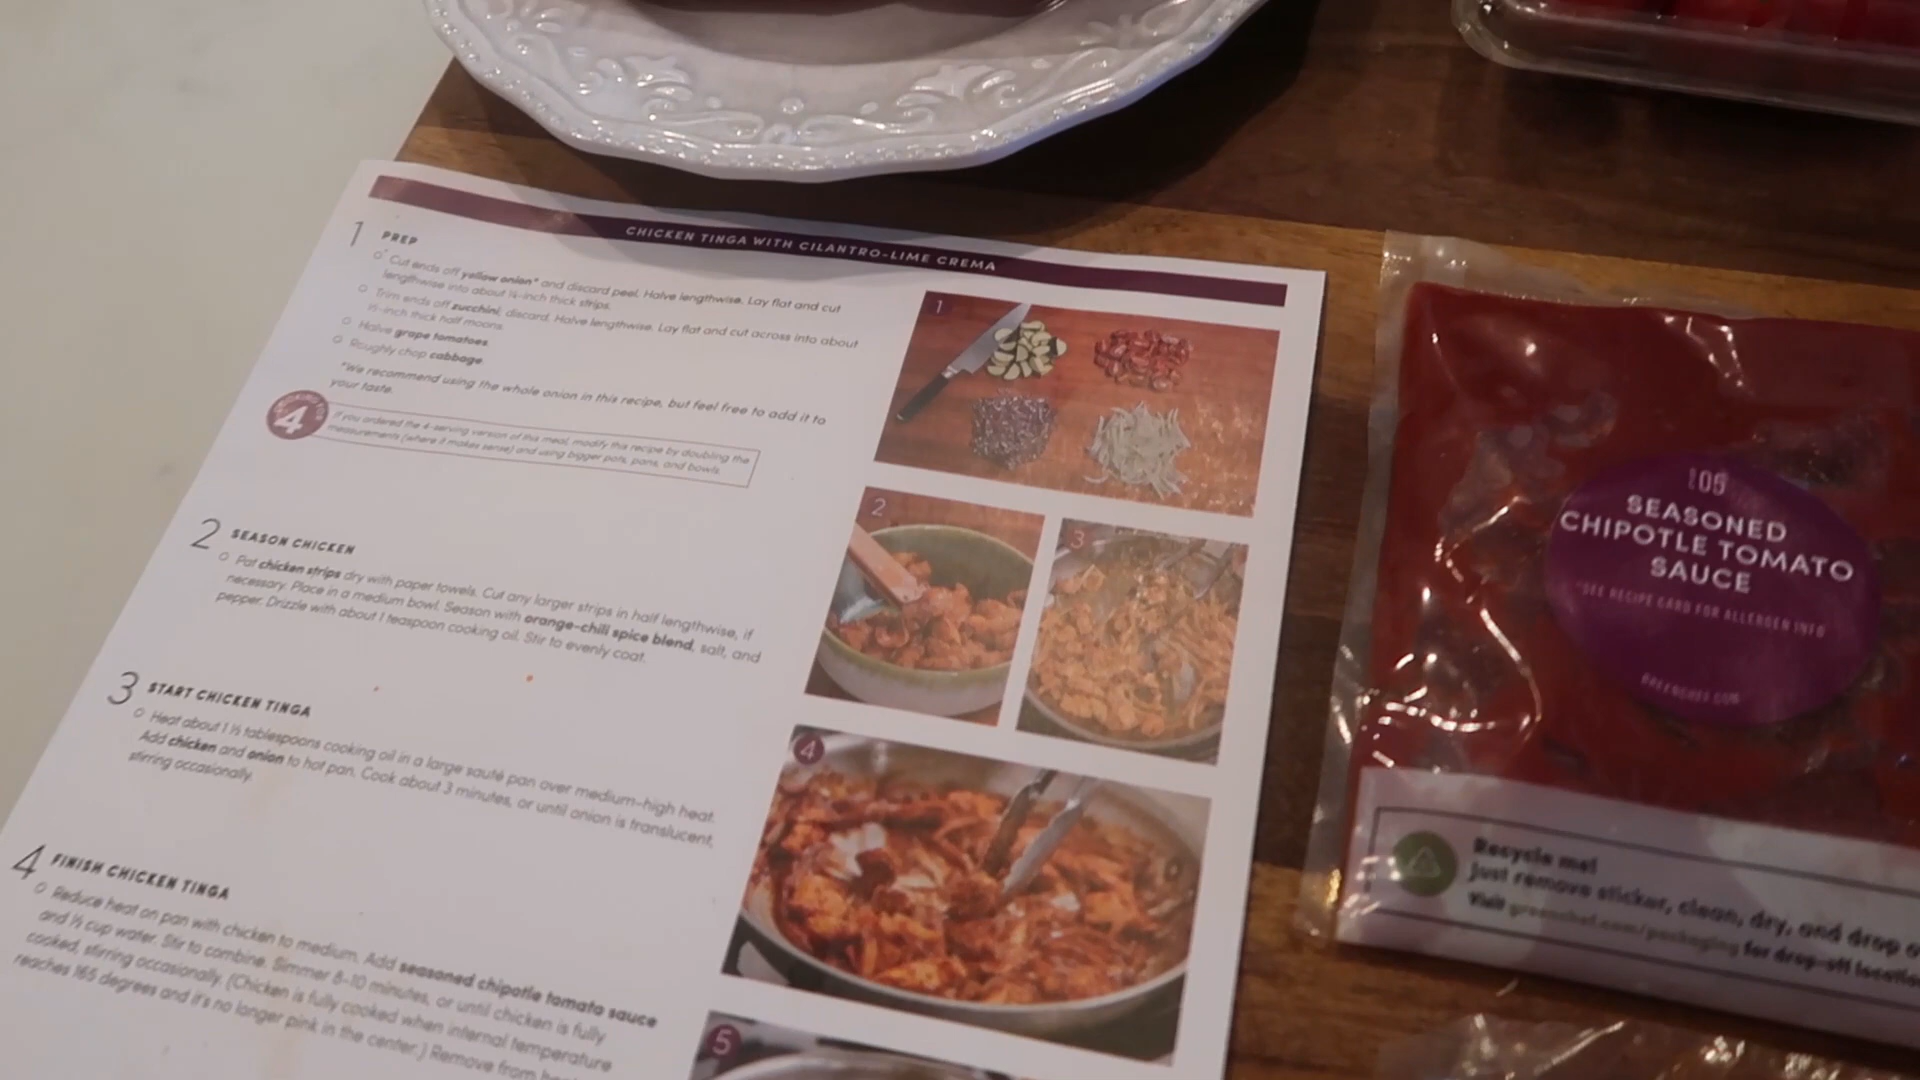 CHICKEN TINGA WITH CILANTRO-LIME CREMA
1 PREP
Cut ends off yellow onion* and discard peel. Halve lengthwise. Lay flat and cut
lengthwise into about ¼-inch thick strips.
Trim ends off zucchini; discard. Halve lengthwise. Lay flat and cut across into about
½-inch thick half moons.
Halve grape tomatoes.
Roughly chop cabbage.
*We recommend using the whole onion in this recipe, but feel free to add it to
your taste.
4
If you ordered the 4-serving version of this meal, modify this recipe by doubling the
measurements (where it makes sense) and using bigger pots, pans, and bowls.
2 SEASON CHICKEN
Pat chicken strips dry with paper towels. Cut any larger strips in half lengthwise, if
necessary. Place in a medium bowl. Season with orange-chili spice blend, salt, and
pepper. Drizzle with about 1 teaspoon cooking oil. Stir to evenly coat.
3 START CHICKEN TINGA
Heat about 1 ½ tablespoons cooking oil in a large sauté pan over medium-high heat.
Add chicken and onion to hot pan. Cook about 3 minutes, or until onion is translucent,
stirring occasionally.
4 FINISH CHICKEN TINGA
Reduce heat on pan with chicken to medium. Add seasoned chipotle tomato sauce
and ½ cup water. Stir to combine. Simmer 8-10 minutes, or until chicken is fully
cooked, stirring occasionally. (Chicken is fully cooked when internal temperature
reaches 165 degrees and it's no longer pink in the center.) Remove from
1
2
3
4
5
105
SEASONED
CHIPOTLE TOMATO
SAUCE
*SEE RECIPE CARD FOR ALLERGEN INFO
GREENCHEF.COM
Recycle me!
Just remove sticker, clean, dry, and drop
Visit greenchef.com/packaging for drop-off